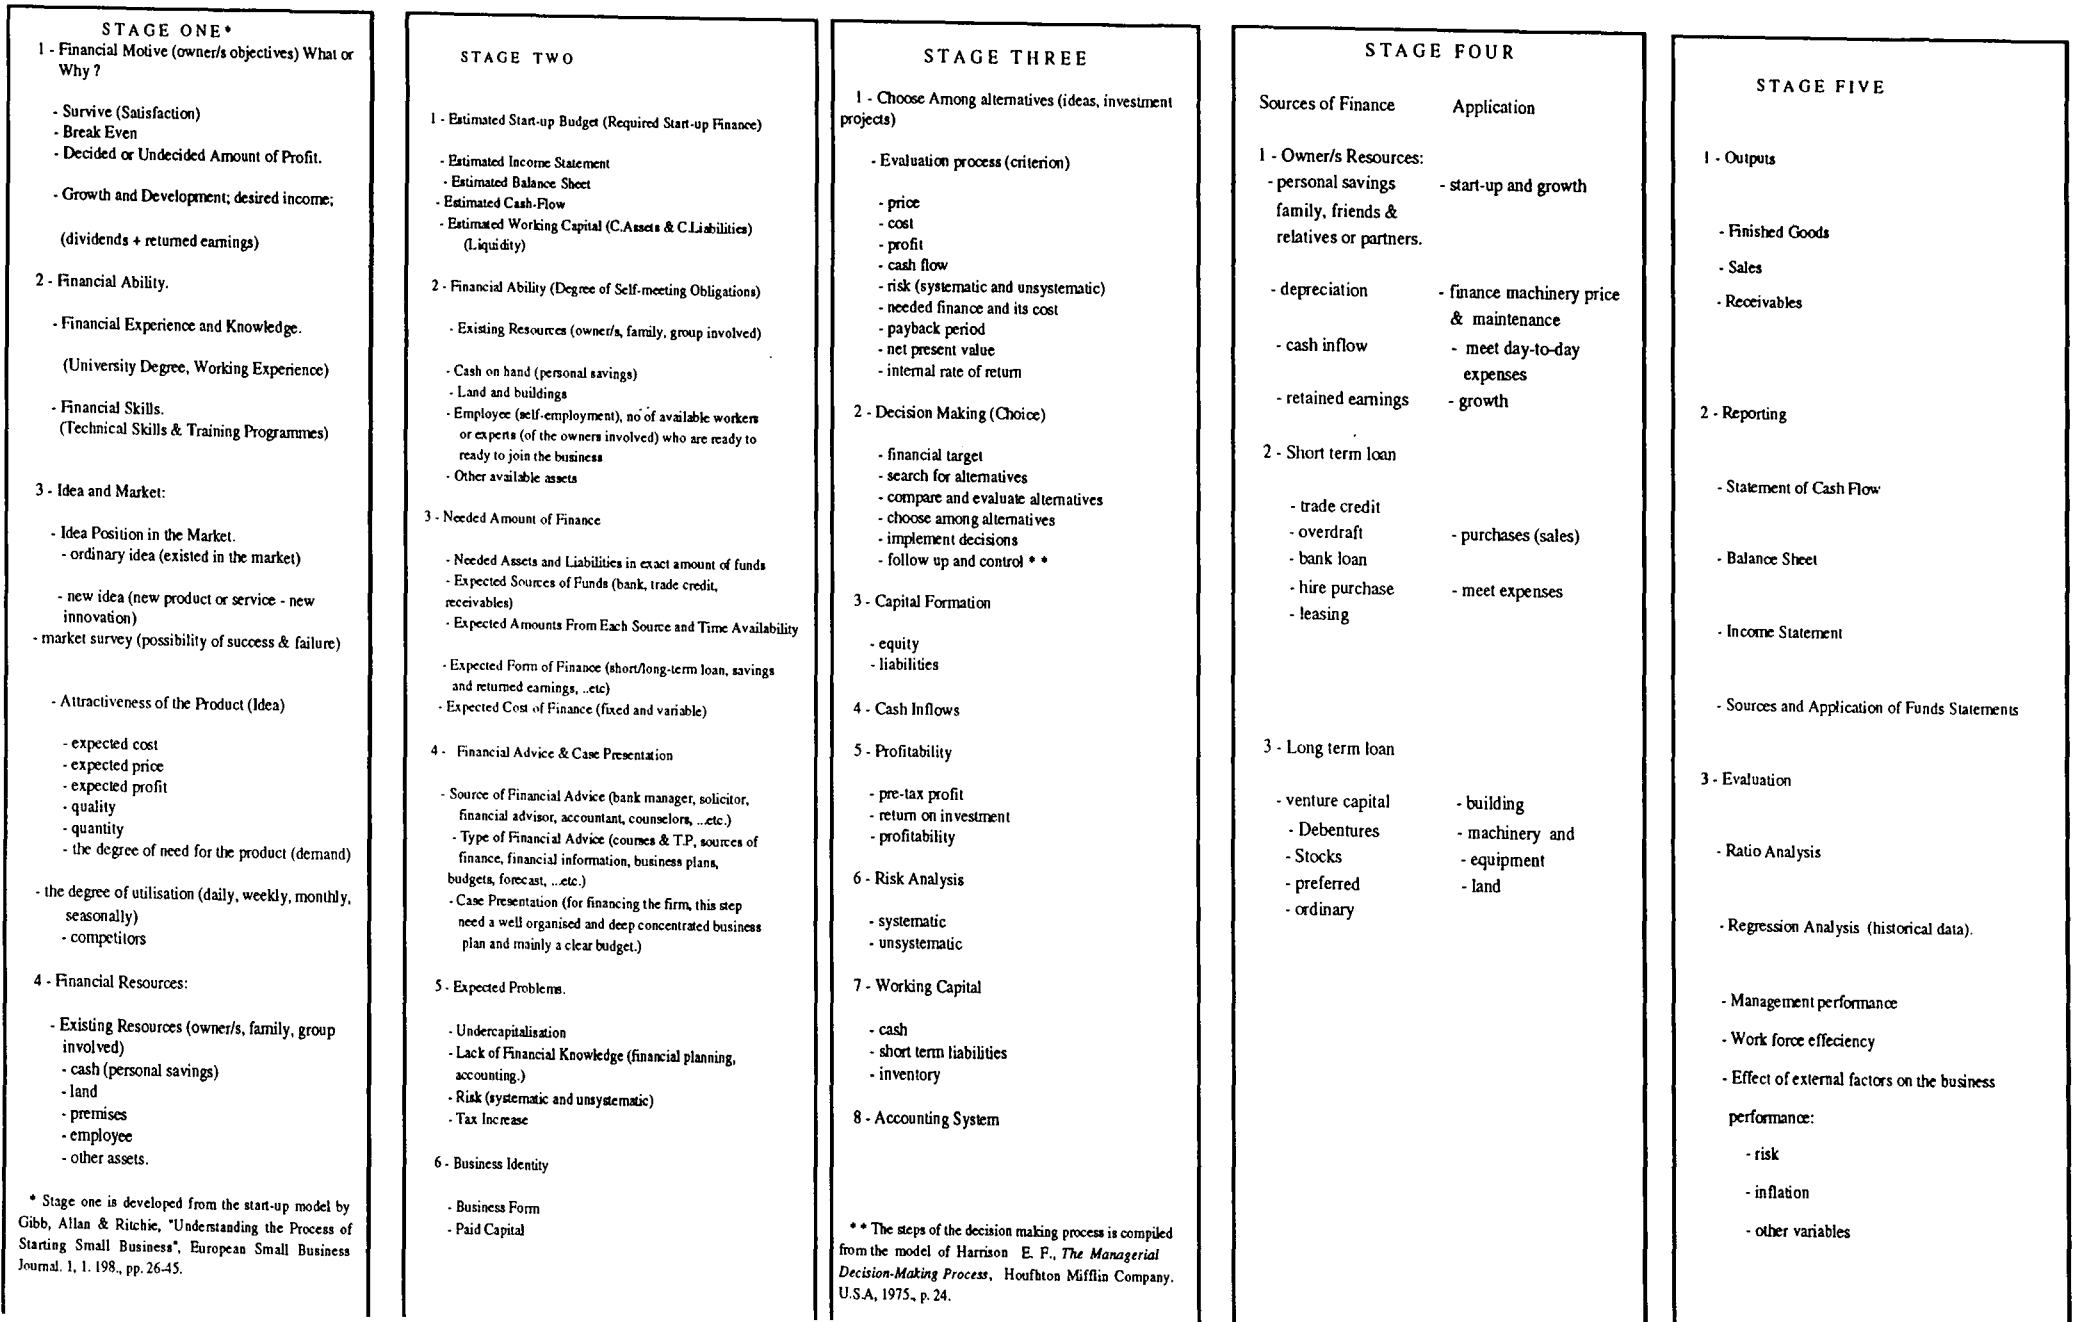 STAGE ONE*
1 - Financial Motive (owner/s objectives) What or
Why ?
- Survive (Satisfaction)
- Break Even
- Decided or Undecided Amount of Profit.
- Growth and Development; desired income;
(dividends + returned earnings)
2 - Financial Ability.
- Financial Experience and Knowledge.
(University Degree, Working Experience)
- Financial Skills.
(Technical Skills & Training Programmes)
3 - Idea and Market:
- Idea Position in the Market.
- ordinary idea (existed in the market)
- new idea (new product or service - new
innovation)
- market survey (possibility of success & failure)
- Attractiveness of the Product (Idea)
- expected cost
- expected price
- expected profit
- quality
- quantity
- the degree of need for the product (demand)
- the degree of utilisation (daily, weekly, monthly,
seasonally)
- competitors
4 - Financial Resources:
- Existing Resources (owner/s, family, group
involved)
- cash (personal savings)
- land
- premises
- employee
- other assets.
* Stage one is developed from the start-up model by
Gibb, Allan & Ritchie, "Understanding the Process of
Starting Small Business", European Small Business
Journal. 1, 1. 198., pp. 26-45.
STAGE TWO
1 - Estimated Start-up Budget (Required Start-up Finance)
- Estimated Income Statement
- Estimated Balance Sheet
- Estimated Cash-Flow
- Estimated Working Capital (C.Assets & C.Liabilities)
(Liquidity)
2 - Financial Ability (Degree of Self-meeting Obligations)
- Existing Resources (owner/s, family, group involved)
- Cash on hand (personal savings)
- Land and buildings
- Employee (self-employment), no of available workers
or experts (of the owners involved) who are ready to
ready to join the business
- Other available assets
3 - Needed Amount of Finance
- Needed Assets and Liabilities in exact amount of funds
- Expected Sources of Funds (bank, trade credit,
receivables)
- Expected Amounts From Each Source and Time Availability
- Expected Form of Finance (short/long-term loan, savings
and returned earnings, ..etc)
- Expected Cost of Finance (fixed and variable)
4 - Financial Advice & Case Presentation
- Source of Financial Advice (bank manager, solicitor,
financial advisor, accountant, counselors, ...etc.)
- Type of Financial Advice (courses & T.P, sources of
finance, financial information, business plans,
budgets, forecast, ...etc.)
- Case Presentation (for financing the firm, this step
need a well organised and deep concentrated business
plan and mainly a clear budget.)
5 - Expected Problems.
- Undercapitalisation
- Lack of Financial Knowledge (financial planning,
accounting.)
- Risk (systematic and unsystematic)
- Tax Increase
6 - Business Identity
- Business Form
- Paid Capital
STAGE THREE
1 - Choose Among alternatives (ideas, investment
projects)
- Evaluation process (criterion)
- price
- cost
- profit
- cash flow
- risk (systematic and unsystematic)
- needed finance and its cost
- payback period
- net present value
- internal rate of return
2 - Decision Making (Choice)
- financial target
- search for alternatives
- compare and evaluate alternatives
- choose among alternatives
- implement decisions
- follow up and control * *
3 - Capital Formation
- equity
- liabilities
4 - Cash Inflows
5 - Profitability
- pre-tax profit
- return on investment
- profitability
6 - Risk Analysis
- systematic
- unsystematic
7 - Working Capital
- cash
- short term liabilities
- inventory
8 - Accounting System
* * The steps of the decision making process is compiled
from the model of Harrison E. F., The Managerial
Decision-Making Process, Houfhton Mifflin Company.
U.S.A, 1975., p. 24.
STAGE FOUR
Sources of Finance Application
1 - Owner/s Resources:
- personal savings - start-up and growth
family, friends &
relatives or partners.
- depreciation - finance machinery price
& maintenance
- cash inflow - meet day-to-day
expenses
- retained earnings - growth
2 - Short term loan
- trade credit
- overdraft - purchases (sales)
- bank loan
- hire purchase - meet expenses
- leasing
3 - Long term loan
- venture capital - building
- Debentures - machinery and
- Stocks - equipment
- preferred - land
- ordinary
STAGE FIVE
1 - Outputs
- Finished Goods
- Sales
- Receivables
2 - Reporting
- Statement of Cash Flow
- Balance Sheet
- Income Statement
- Sources and Application of Funds Statements
3 - Evaluation
- Ratio Analysis
- Regression Analysis (historical data).
- Management performance
- Work force effeciency
- Effect of external factors on the business
performance:
- risk
- inflation
- other variables